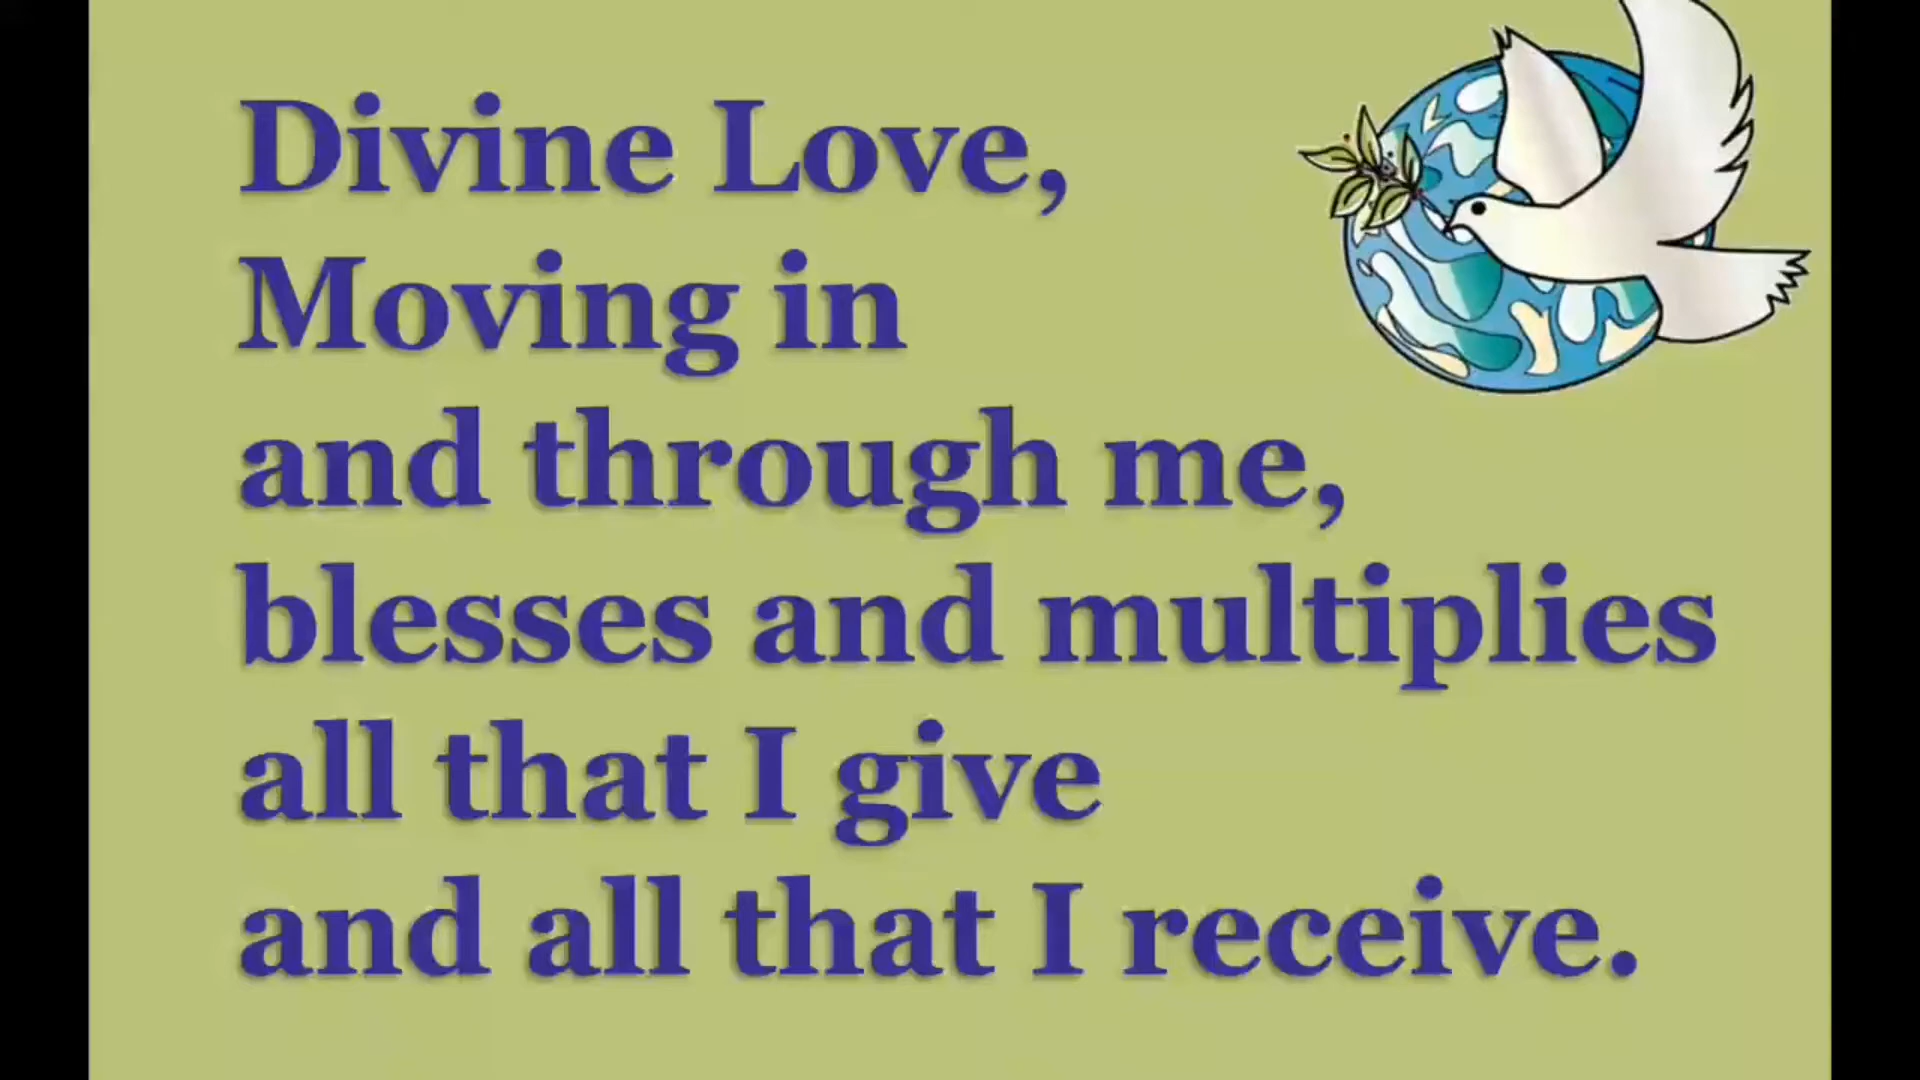 Divine Love,
Moving in
and through me,
blesses and multiplies
all that I give
and all that I receive.